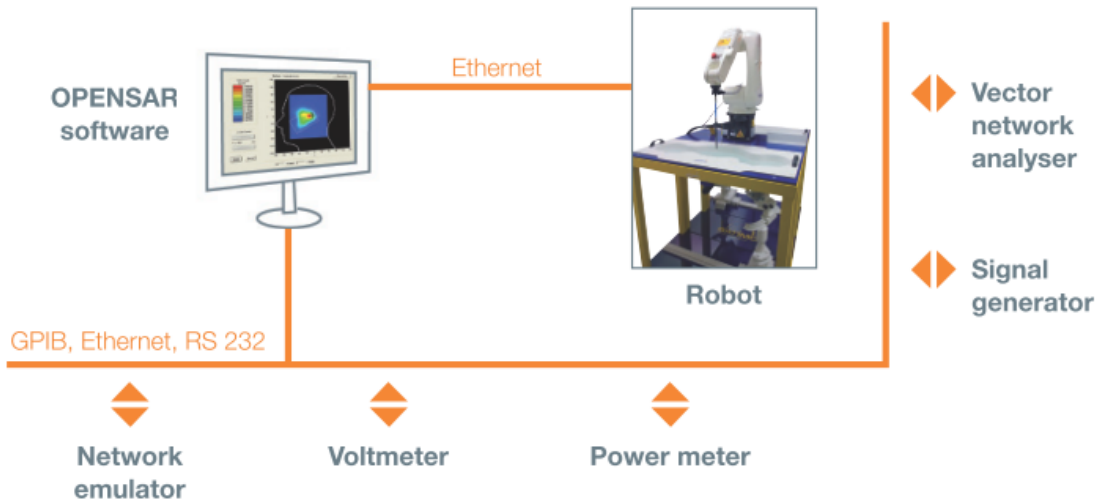 Ethernet
OPENSAR
software
Vector
network
analyser
Robot
Signal
generator
GPIB, Ethernet, RS 232
Network
emulator
Voltmeter
Power meter